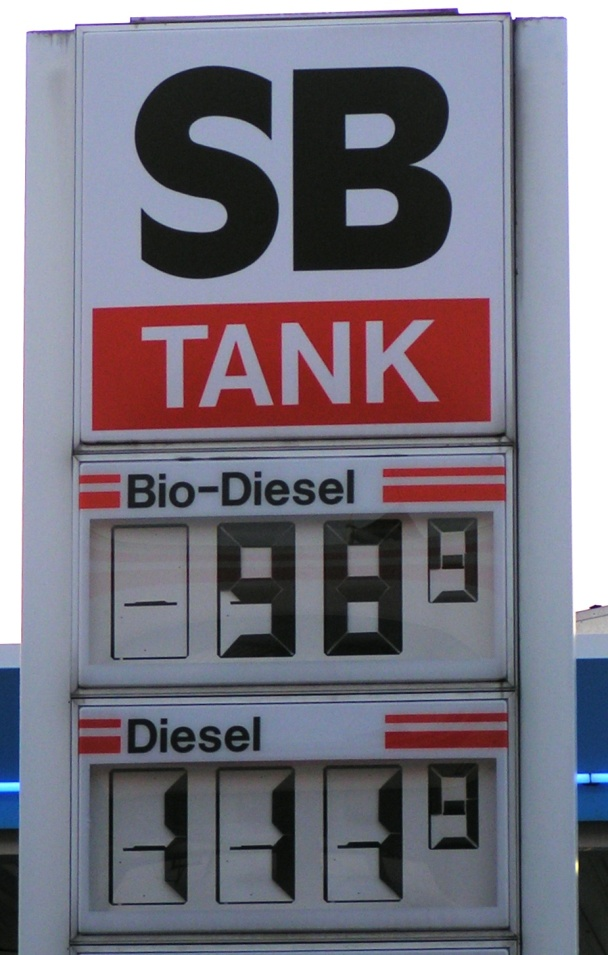 SB
TANK
Bio-Diesel
98 9
Diesel
111 9